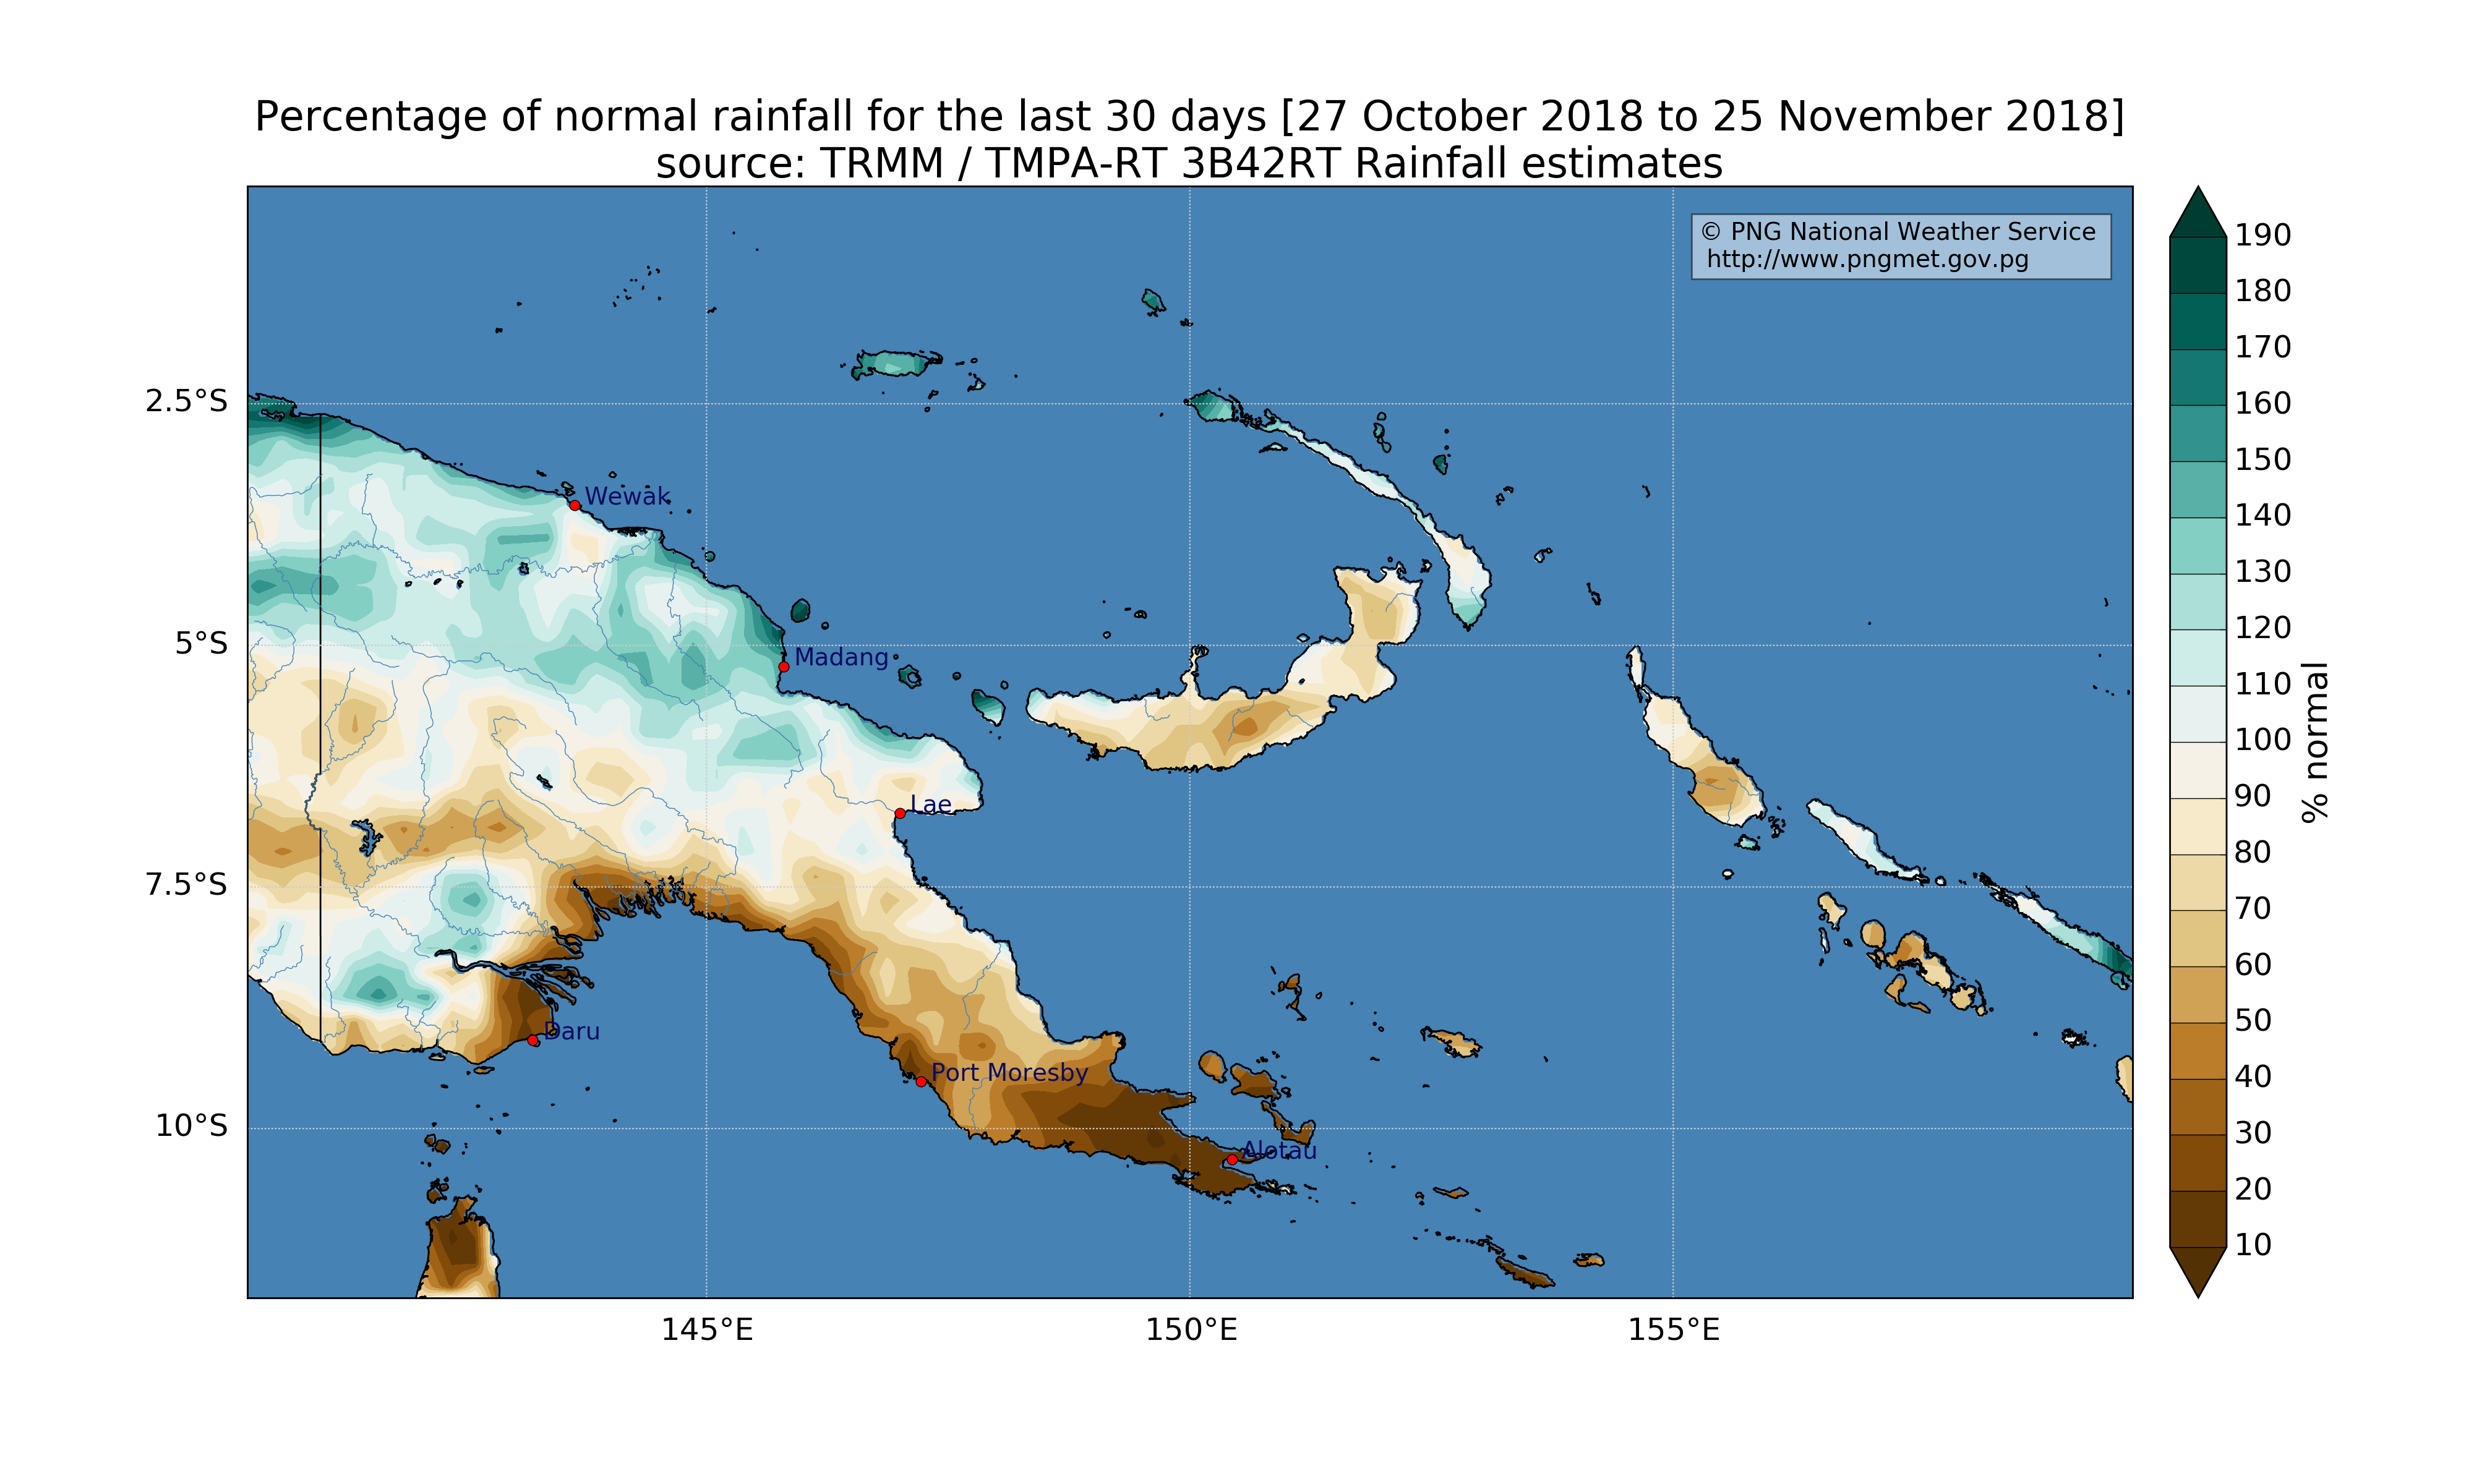 Percentage of normal rainfall for the last 30 days [27 October 2018 to 25 November 2018]
source: TRMM / TMPA-RT 3B42RT Rainfall estimates
© PNG National Weather Service
http://www.pngmet.gov.pg
2.5°S
5°S
7.5°S
10°S
145°E
150°E
155°E
Wewak
Madang
Lae
Daru
Port Moresby
Alotau
190
180
170
160
150
140
130
120
110
100
90
80
70
60
50
40
30
20
10
% normal